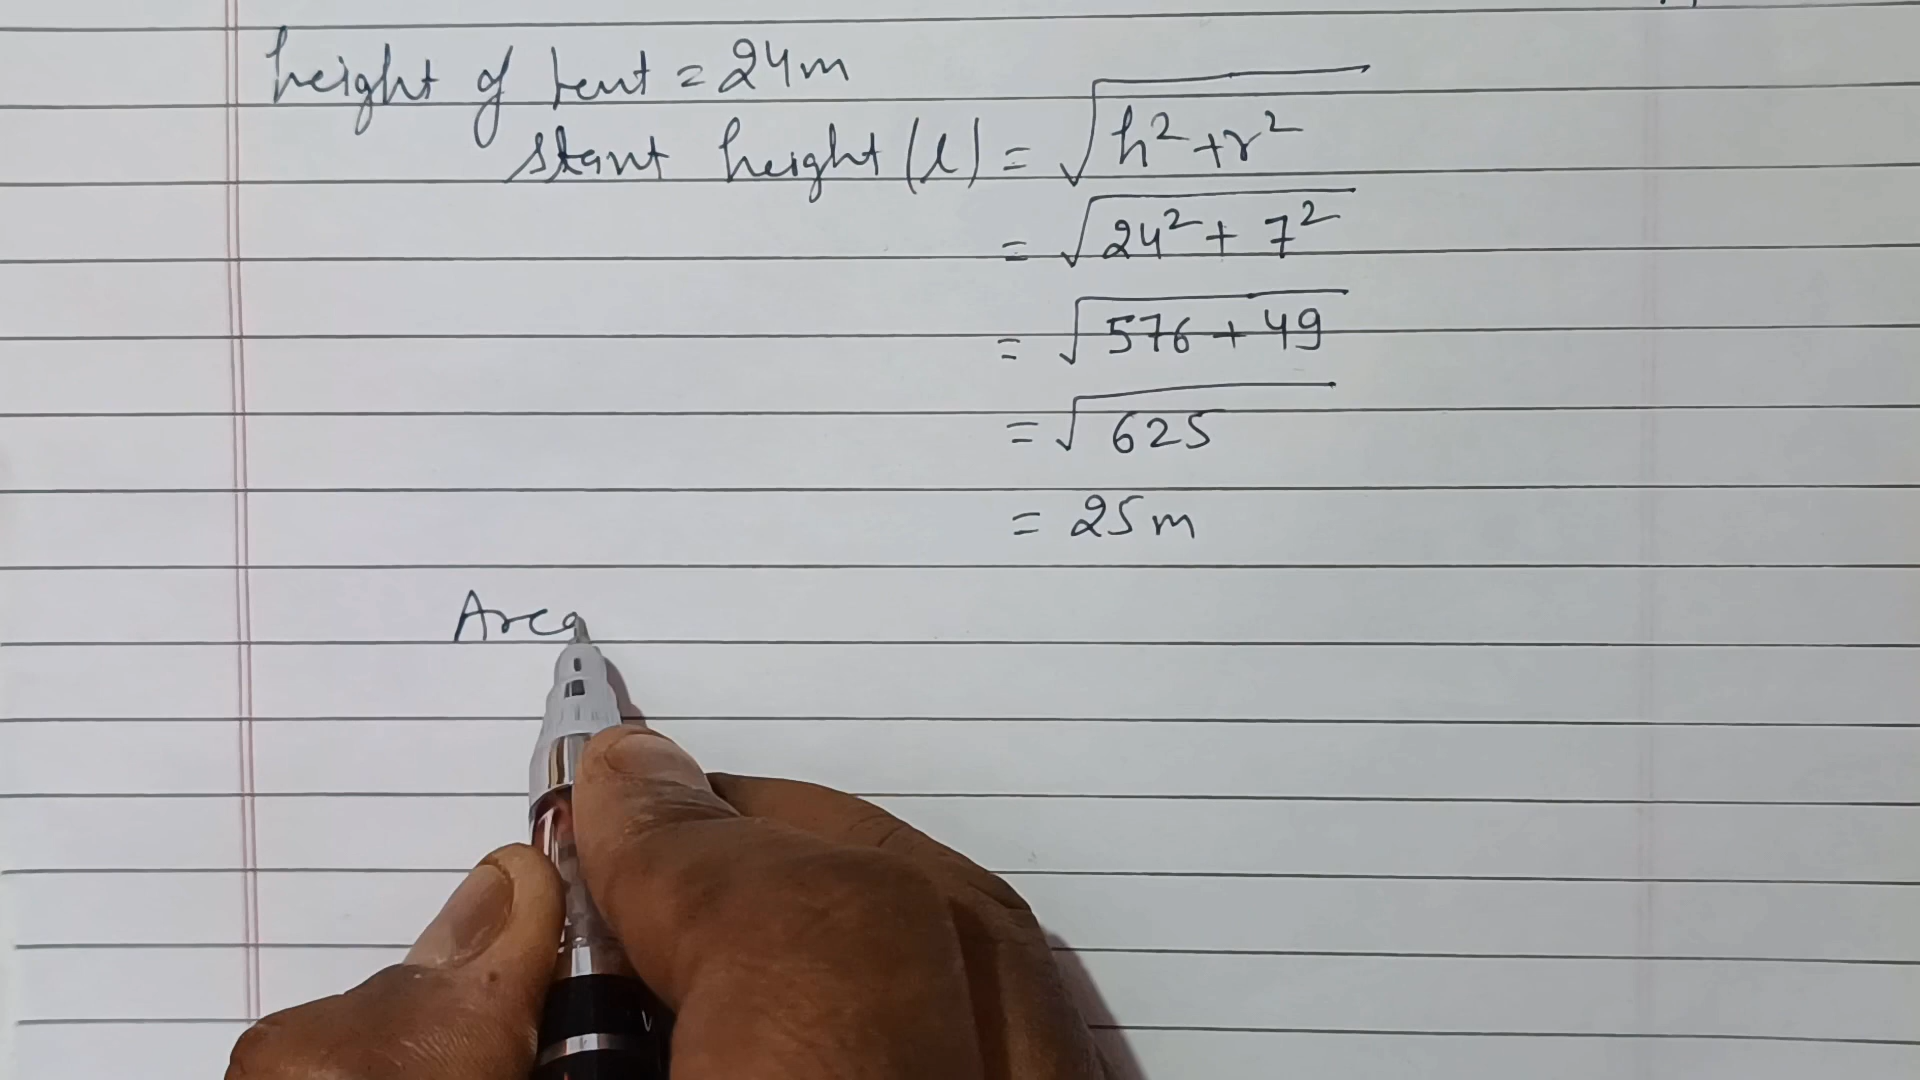 height of tent = 24m
slant height (l) = √h²+r²
= √24² + 7²
= √576 + 49
= √625
= 25m
Area